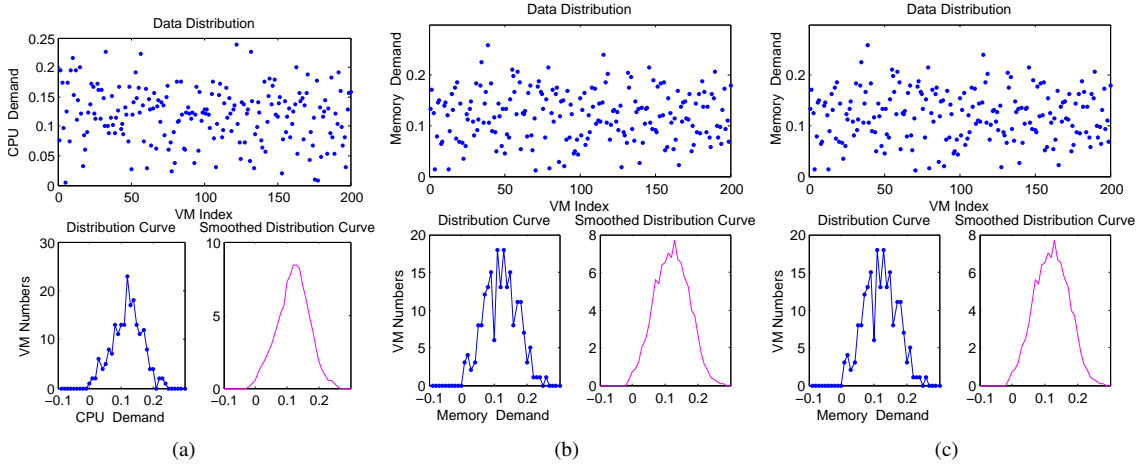 Data Distribution
0.25
0.2
0.15
0.1
0.05
0
CPU Demand
0 50 100 150 200
VM Index
Distribution Curve
30
20
10
0
VM Numbers
−0.1 0 0.1 0.2
CPU Demand
Smoothed Distribution Curve
10
5
0
−0.1 0 0.1 0.2
(a)
Data Distribution
0.2
0.1
0
Memory Demand
0 50 100 150 200
VM Index
Distribution Curve
20
15
10
5
0
VM Numbers
−0.1 0 0.1 0.2
Memory Demand
Smoothed Distribution Curve
8
6
4
2
0
−0.1 0 0.1 0.2
(b)
Data Distribution
0.2
0.1
0
Memory Demand
0 50 100 150 200
VM Index
Distribution Curve
20
15
10
5
0
VM Numbers
−0.1 0 0.1 0.2
Memory Demand
Smoothed Distribution Curve
8
6
4
2
0
−0.1 0 0.1 0.2
(c)